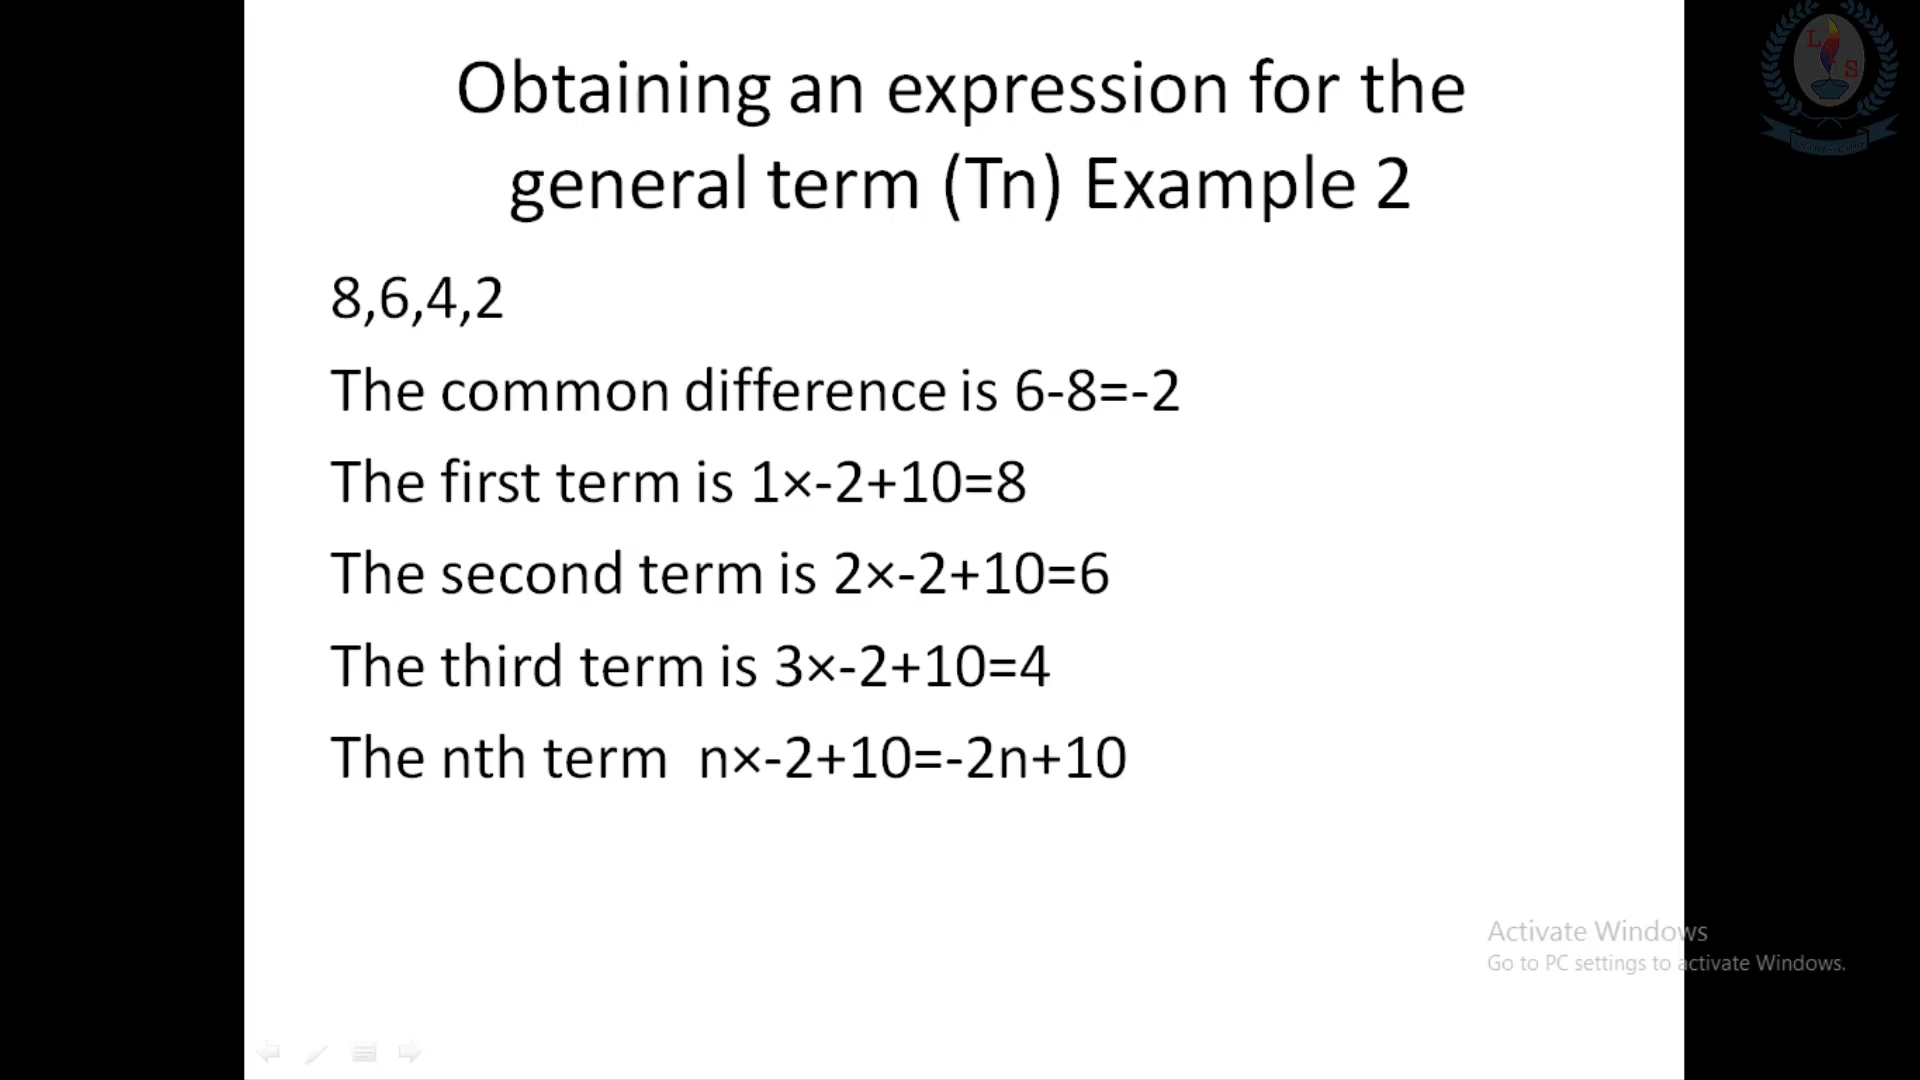 Obtaining an expression for the
general term (Tn) Example 2
8,6,4,2
The common difference is 6-8=-2
The first term is 1×-2+10=8
The second term is 2×-2+10=6
The third term is 3×-2+10=4
The nth term  n×-2+10=-2n+10
L
S
Activate Windows
Go to PC settings to activate Windows.